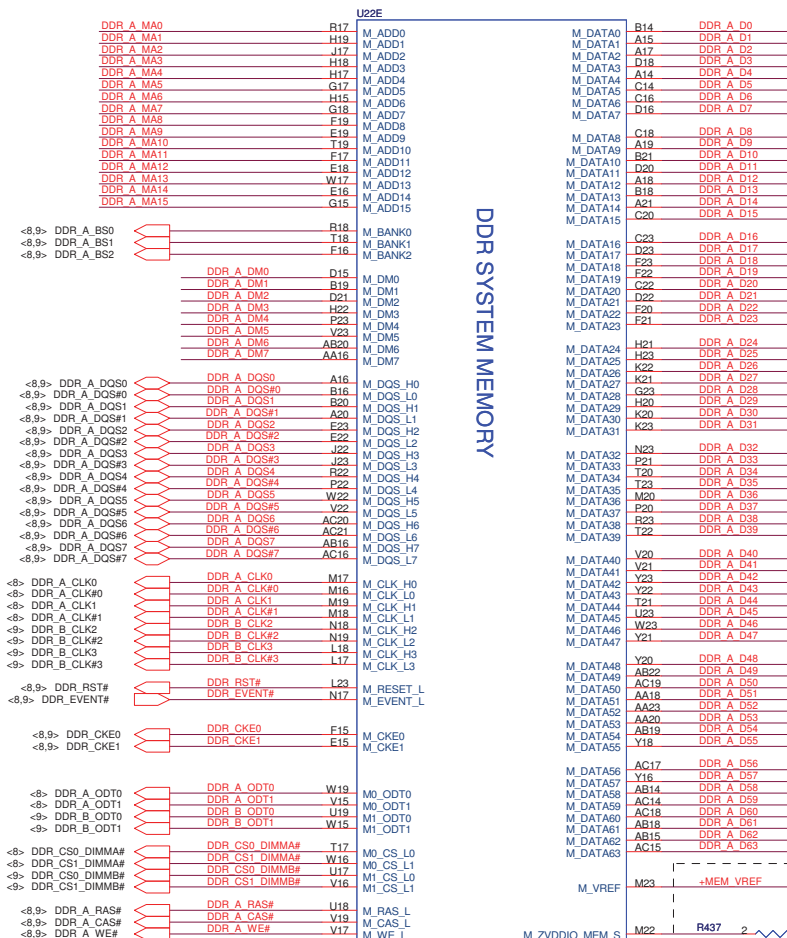 U22E
DDR SYSTEM MEMORY
DDR_A_MA0 R17 M_ADD0
DDR_A_MA1 H19 M_ADD1
DDR_A_MA2 J17 M_ADD2
DDR_A_MA3 H18 M_ADD3
DDR_A_MA4 H17 M_ADD4
DDR_A_MA5 G17 M_ADD5
DDR_A_MA6 H15 M_ADD6
DDR_A_MA7 G18 M_ADD7
DDR_A_MA8 F19 M_ADD8
DDR_A_MA9 E19 M_ADD9
DDR_A_MA10 T19 M_ADD10
DDR_A_MA11 F17 M_ADD11
DDR_A_MA12 E18 M_ADD12
DDR_A_MA13 W17 M_ADD13
DDR_A_MA14 E16 M_ADD14
DDR_A_MA15 G15 M_ADD15
<8,9> DDR_A_BS0 R18 M_BANK0
<8,9> DDR_A_BS1 T18 M_BANK1
<8,9> DDR_A_BS2 F16 M_BANK2
DDR_A_DM0 D15 M_DM0
DDR_A_DM1 B19 M_DM1
DDR_A_DM2 D21 M_DM2
DDR_A_DM3 H22 M_DM3
DDR_A_DM4 P23 M_DM4
DDR_A_DM5 V23 M_DM5
DDR_A_DM6 AB20 M_DM6
DDR_A_DM7 AA16 M_DM7
<8,9> DDR_A_DQS0 DDR_A_DQS0 A16 M_DQS_H0
<8,9> DDR_A_DQS#0 DDR_A_DQS#0 B16 M_DQS_L0
<8,9> DDR_A_DQS1 DDR_A_DQS1 B20 M_DQS_H1
<8,9> DDR_A_DQS#1 DDR_A_DQS#1 A20 M_DQS_L1
<8,9> DDR_A_DQS2 DDR_A_DQS2 E23 M_DQS_H2
<8,9> DDR_A_DQS#2 DDR_A_DQS#2 E22 M_DQS_L2
<8,9> DDR_A_DQS3 DDR_A_DQS3 J22 M_DQS_H3
<8,9> DDR_A_DQS#3 DDR_A_DQS#3 J23 M_DQS_L3
<8,9> DDR_A_DQS4 DDR_A_DQS4 R22 M_DQS_H4
<8,9> DDR_A_DQS#4 DDR_A_DQS#4 P22 M_DQS_L4
<8,9> DDR_A_DQS5 DDR_A_DQS5 W22 M_DQS_H5
<8,9> DDR_A_DQS#5 DDR_A_DQS#5 V22 M_DQS_L5
<8,9> DDR_A_DQS6 DDR_A_DQS6 AC20 M_DQS_H6
<8,9> DDR_A_DQS#6 DDR_A_DQS#6 AC21 M_DQS_L6
<8,9> DDR_A_DQS7 DDR_A_DQS7 AB16 M_DQS_H7
<8,9> DDR_A_DQS#7 DDR_A_DQS#7 AC16 M_DQS_L7
<8> DDR_A_CLK0 DDR_A_CLK0 M17 M_CLK_H0
<8> DDR_A_CLK#0 DDR_A_CLK#0 M16 M_CLK_L0
<8> DDR_A_CLK1 DDR_A_CLK1 M19 M_CLK_H1
<8> DDR_A_CLK#1 DDR_A_CLK#1 M18 M_CLK_L1
<9> DDR_B_CLK2 DDR_B_CLK2 N18 M_CLK_H2
<9> DDR_B_CLK#2 DDR_B_CLK#2 N19 M_CLK_L2
<9> DDR_B_CLK3 DDR_B_CLK3 L18 M_CLK_H3
<9> DDR_B_CLK#3 DDR_B_CLK#3 L17 M_CLK_L3
<8,9> DDR_RST# DDR_RST# L23 M_RESET_L
<8,9> DDR_EVENT# DDR_EVENT# N17 M_EVENT_L
<8,9> DDR_CKE0 DDR_CKE0 F15 M_CKE0
<8,9> DDR_CKE1 DDR_CKE1 E15 M_CKE1
<8> DDR_A_ODT0 DDR_A_ODT0 W19 M0_ODT0
<8> DDR_A_ODT1 DDR_A_ODT1 V15 M0_ODT1
<9> DDR_B_ODT0 DDR_B_ODT0 U19 M1_ODT0
<9> DDR_B_ODT1 DDR_B_ODT1 W15 M1_ODT1
<8> DDR_CS0_DIMMA# DDR_CS0_DIMMA# T17 M0_CS_L0
<8> DDR_CS1_DIMMA# DDR_CS1_DIMMA# W16 M0_CS_L1
<9> DDR_CS0_DIMMB# DDR_CS0_DIMMB# U17 M1_CS_L0
<9> DDR_CS1_DIMMB# DDR_CS1_DIMMB# V16 M1_CS_L1
<8,9> DDR_A_RAS# DDR_A_RAS# U18 M_RAS_L
<8,9> DDR_A_CAS# DDR_A_CAS# V19 M_CAS_L
<8,9> DDR_A_WE# DDR_A_WE# V17 M_WE_L
M_DATA0 B14 DDR_A_D0
M_DATA1 A15 DDR_A_D1
M_DATA2 A17 DDR_A_D2
M_DATA3 D18 DDR_A_D3
M_DATA4 A14 DDR_A_D4
M_DATA5 C14 DDR_A_D5
M_DATA6 C16 DDR_A_D6
M_DATA7 D16 DDR_A_D7
M_DATA8 C18 DDR_A_D8
M_DATA9 A19 DDR_A_D9
M_DATA10 B21 DDR_A_D10
M_DATA11 D20 DDR_A_D11
M_DATA12 A18 DDR_A_D12
M_DATA13 B18 DDR_A_D13
M_DATA14 A21 DDR_A_D14
M_DATA15 C20 DDR_A_D15
M_DATA16 C23 DDR_A_D16
M_DATA17 D23 DDR_A_D17
M_DATA18 F23 DDR_A_D18
M_DATA19 F22 DDR_A_D19
M_DATA20 C22 DDR_A_D20
M_DATA21 D22 DDR_A_D21
M_DATA22 F20 DDR_A_D22
M_DATA23 F21 DDR_A_D23
M_DATA24 H21 DDR_A_D24
M_DATA25 H23 DDR_A_D25
M_DATA26 K22 DDR_A_D26
M_DATA27 K21 DDR_A_D27
M_DATA28 G23 DDR_A_D28
M_DATA29 H20 DDR_A_D29
M_DATA30 K20 DDR_A_D30
M_DATA31 K23 DDR_A_D31
M_DATA32 N23 DDR_A_D32
M_DATA33 P21 DDR_A_D33
M_DATA34 T20 DDR_A_D34
M_DATA35 T23 DDR_A_D35
M_DATA36 M20 DDR_A_D36
M_DATA37 P20 DDR_A_D37
M_DATA38 R23 DDR_A_D38
M_DATA39 T22 DDR_A_D39
M_DATA40 V20 DDR_A_D40
M_DATA41 V21 DDR_A_D41
M_DATA42 Y23 DDR_A_D42
M_DATA43 Y22 DDR_A_D43
M_DATA44 T21 DDR_A_D44
M_DATA45 U23 DDR_A_D45
M_DATA46 W23 DDR_A_D46
M_DATA47 Y21 DDR_A_D47
M_DATA48 Y20 DDR_A_D48
M_DATA49 AB22 DDR_A_D49
M_DATA50 AC19 DDR_A_D50
M_DATA51 AA18 DDR_A_D51
M_DATA52 AA23 DDR_A_D52
M_DATA53 AA20 DDR_A_D53
M_DATA54 AB19 DDR_A_D54
M_DATA55 Y18 DDR_A_D55
M_DATA56 AC17 DDR_A_D56
M_DATA57 Y16 DDR_A_D57
M_DATA58 AB14 DDR_A_D58
M_DATA59 AC14 DDR_A_D59
M_DATA60 AC18 DDR_A_D60
M_DATA61 AB18 DDR_A_D61
M_DATA62 AB15 DDR_A_D62
M_DATA63 AC15 DDR_A_D63
M_VREF M23 +MEM_VREF
M_ZVDDIO_MEM_S M22 R437 2